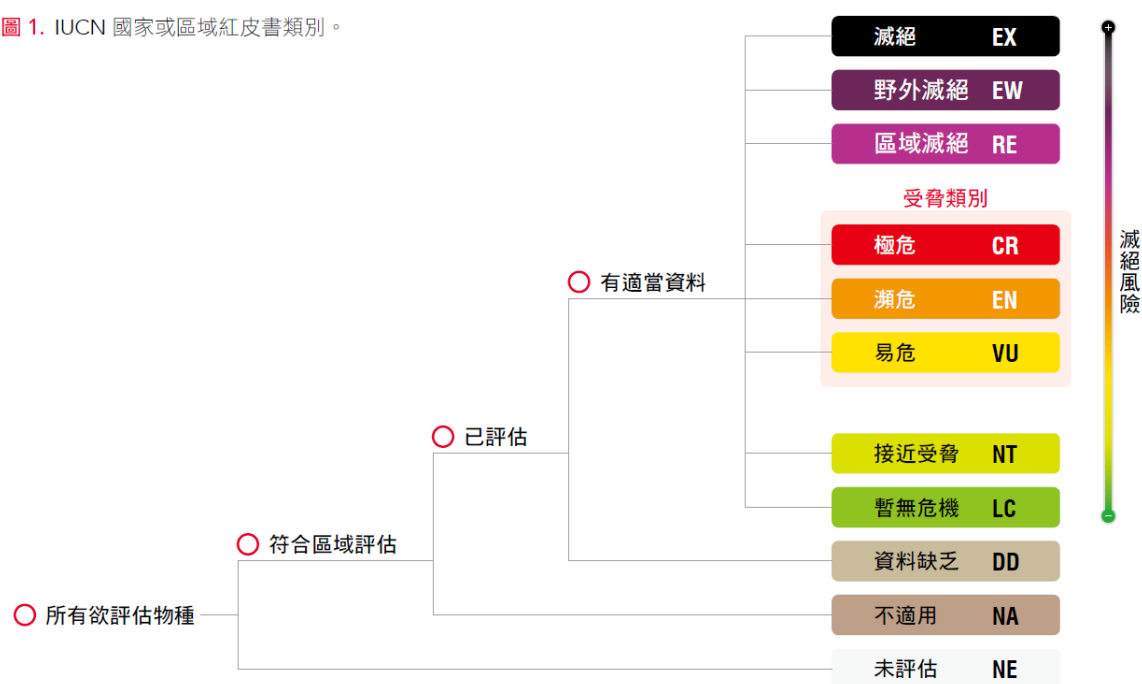 圖 1. IUCN 國家或區域紅皮書類別。
滅絕 EX
野外滅絕 EW
區域滅絕 RE
受脅類別
極危 CR
瀕危 EN
易危 VU
接近受脅 NT
暫無危機 LC
資料缺乏 DD
不適用 NA
未評估 NE
有適當資料
已評估
符合區域評估
所有欲評估物種
+
滅絕風險
−